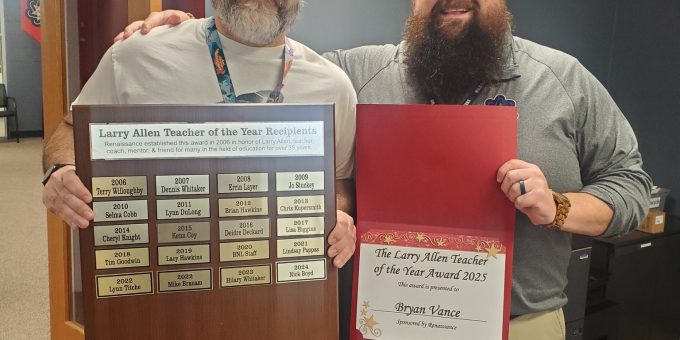 Larry Allen Teacher of the Year Recipients
Renaissance established this award in 2006 in honor of Larry Allen, teacher,
coach, mentor, & friend for many in the field of education for over 35 years.
2006
Terry Willoughby
2007
Dennis Whitaker
2008
Errin Layer
2009
Jo Stuckey
2010
Selma Cobb
2011
Lynn DuLong
2012
Brian Hawkins
2013
Chris Kupersmith
2014
Cheryl Knight
2015
Kenn Coy
2016
Deidre Deckard
2017
Lisa Higgins
2018
Tim Goodwin
2019
Lacy Hawkins
2020
BNL Staff
2021
Lindsay Pappas
2022
Lynn Titche
2022
Mike Branam
2023
Hilary Whitaker
2024
Nick Boyd
The Larry Allen Teacher
of the Year Award 2025
This award is presented to
Bryan Vance
Sponsored by Renaissance